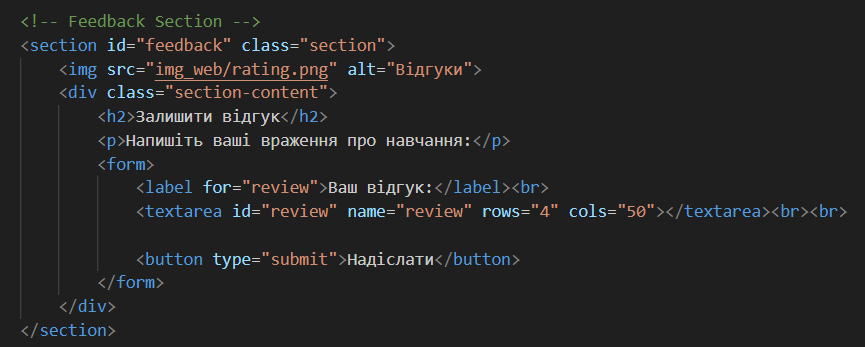 <!-- Feedback Section -->
<section id="feedback" class="section">
    <img src="img_web/rating.png" alt="Відгуки">
    <div class="section-content">
        <h2>Залишити відгук</h2>
        <p>Напишіть ваші враження про навчання:</p>
        <form>
            <label for="review">Ваш відгук:</label><br>
            <textarea id="review" name="review" rows="4" cols="50"></textarea><br><br>

            <button type="submit">Надіслати</button>
        </form>
    </div>
</section>